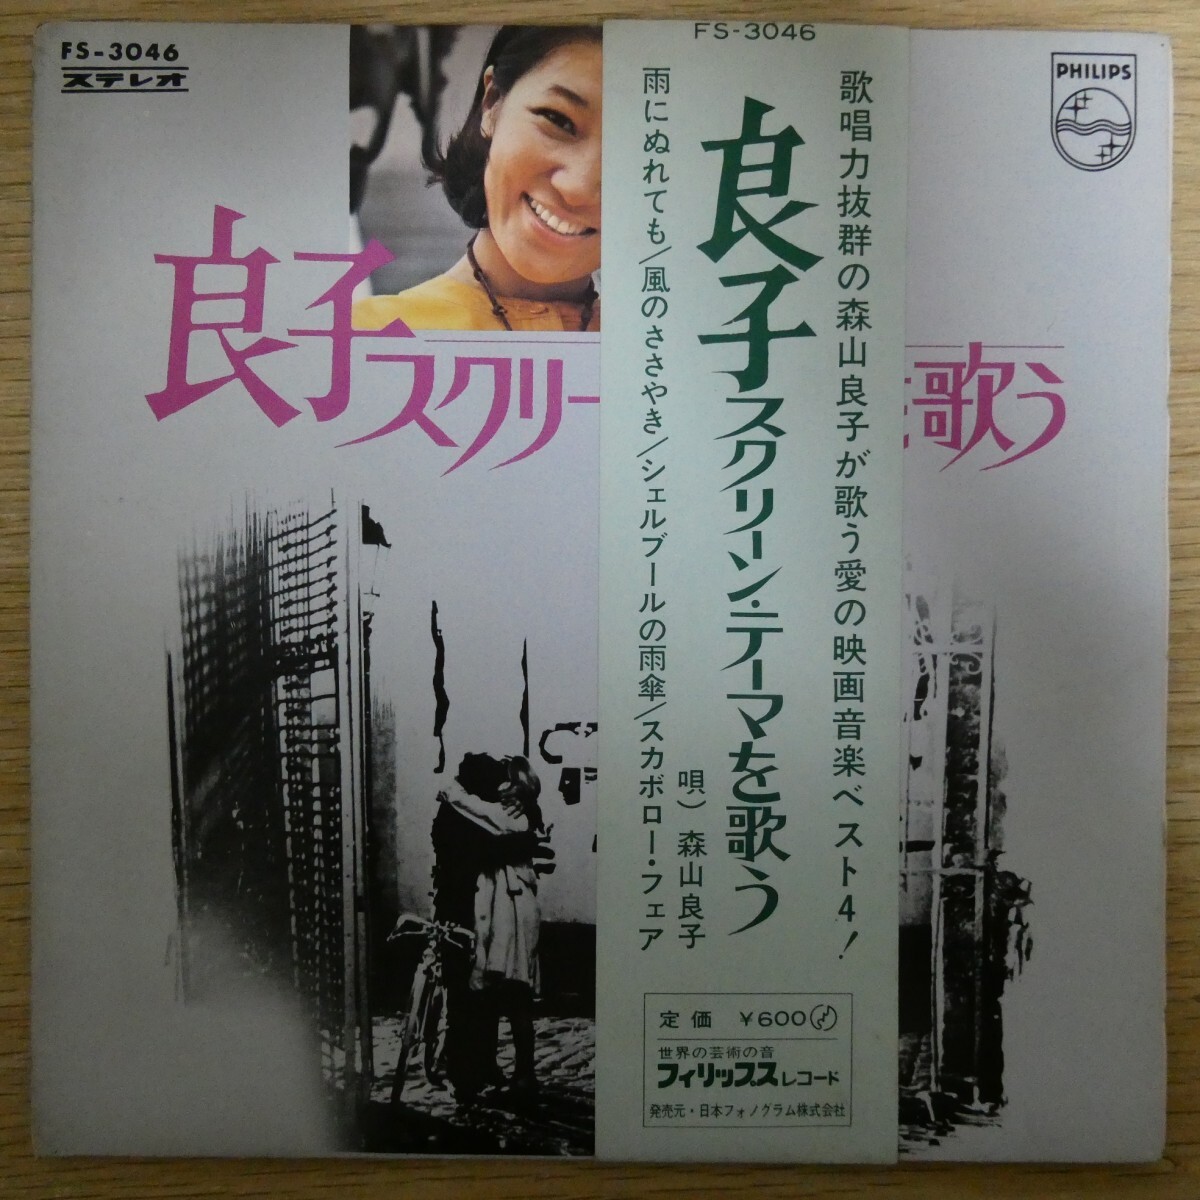 FS-3046
ステレオ
良子
スクリー
を歌う
PHILIPS
FS-3046
歌唱力抜群の森山良子が歌う愛の映画音楽ベスト4!
良子スクリーン・テーマを歌う
唄)森山良子
雨にぬれても/風のささやき/シェルブールの雨傘/スカボロー・フェア
定価 ¥600
世界の芸術の音
フィリップスレコード
発売元・日本フォノグラム株式会社